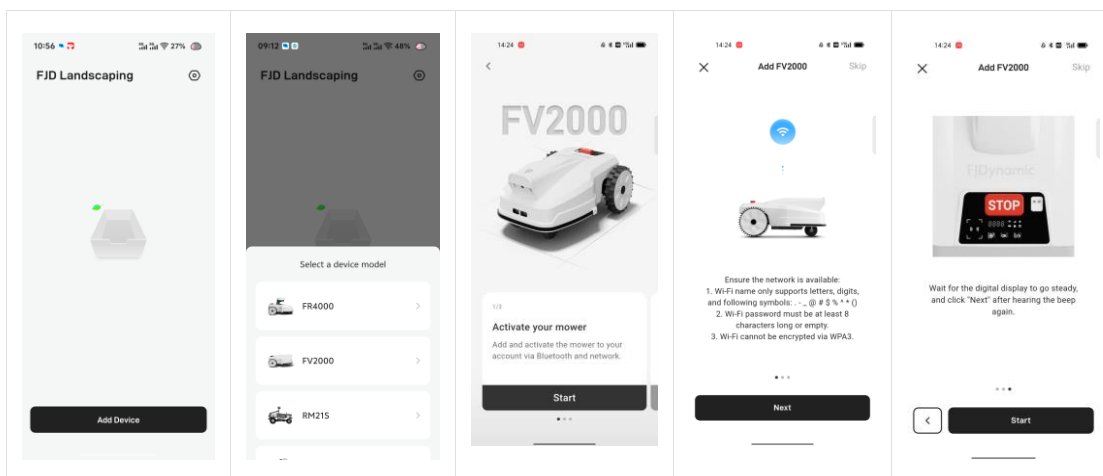 10:56
27%
FJD Landscaping
Add Device
09:12
48%
FJD Landscaping
Select a device model
FR4000
FV2000
RM21S
14:24
FV2000
1/3
Activate your mower
Add and activate the mower to your
account via Bluetooth and network.
Start
14:24
Add FV2000
Skip
Ensure the network is available:
1. Wi-Fi name only supports letters, digits,
and following symbols: . - _ @ # $ % * * ()
2. Wi-Fi password must be at least 8
characters long or empty.
3. Wi-Fi cannot be encrypted via WPA3.
Next
14:24
Add FV2000
Skip
FJDynamic
STOP
8888
Wait for the digital display to go steady,
and click "Next" after hearing the beep
again.
Start